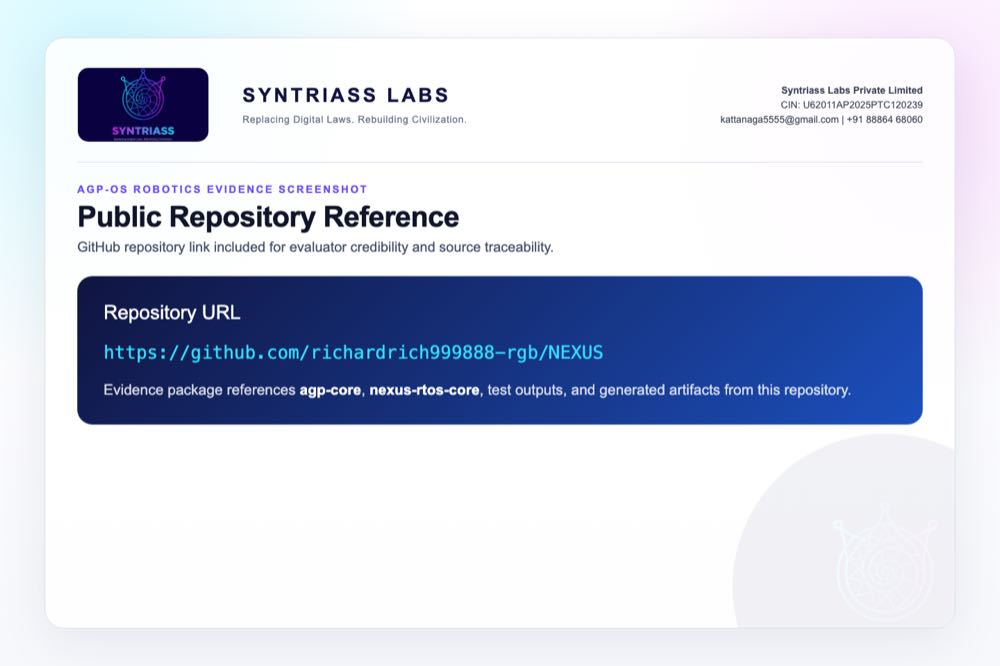 SYNTRIASS
SYNTRIASS LABS
Replacing Digital Laws. Rebuilding Civilization.
Syntriass Labs Private Limited
CIN: U62011AP2025PTC120239
kattanaga5555@gmail.com | +91 88864 68060
AGP-OS ROBOTICS EVIDENCE SCREENSHOT
Public Repository Reference
GitHub repository link included for evaluator credibility and source traceability.
Repository URL
https://github.com/richardrich999888-rgb/NEXUS
Evidence package references agp-core, nexus-rtos-core, test outputs, and generated artifacts from this repository.